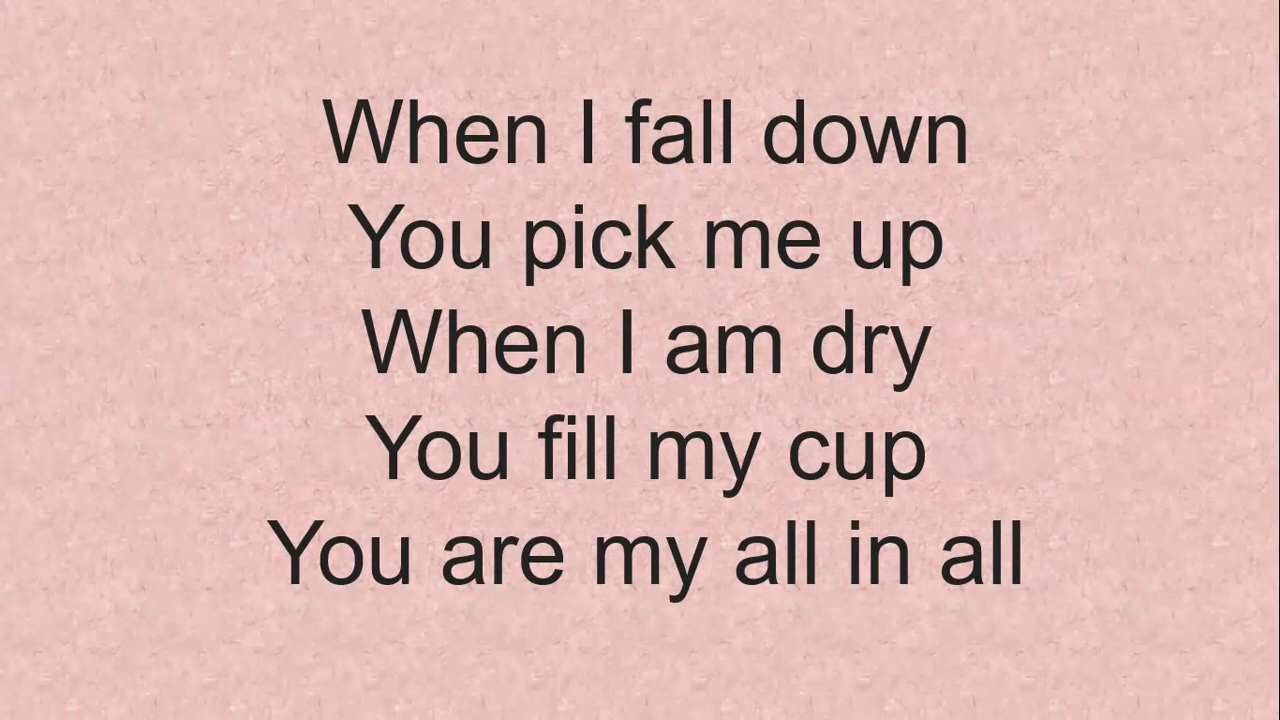 When I fall down
You pick me up
When I am dry
You fill my cup
You are my all in all